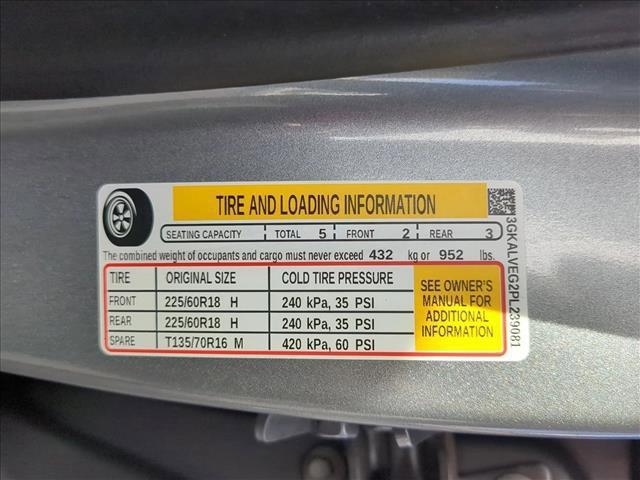 TIRE AND LOADING INFORMATION
SEATING CAPACITY TOTAL 5 FRONT 2 REAR 3
The combined weight of occupants and cargo must never exceed 432 kg or 952 lbs.
TIRE ORIGINAL SIZE COLD TIRE PRESSURE
FRONT 225/60R18 H 240 kPa, 35 PSI
REAR 225/60R18 H 240 kPa, 35 PSI
SPARE T135/70R16 M 420 kPa, 60 PSI
SEE OWNER'S
MANUAL FOR
ADDITIONAL
INFORMATION
3GKALVEG2PL239081